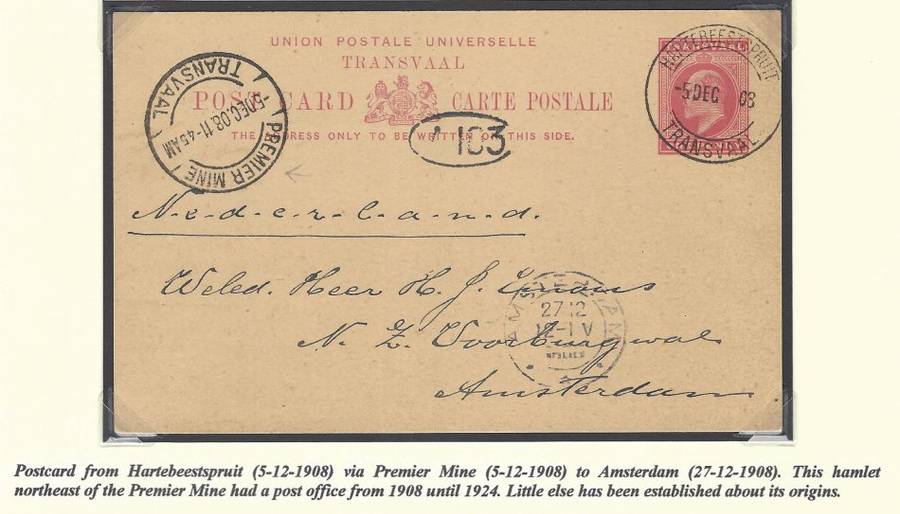 UNION POSTALE UNIVERSELLE
TRANSVAAL
POST CARD CARTE POSTALE
THE ADDRESS ONLY TO BE WRITTEN ON THIS SIDE.
TRANSVAAL
HARTEBEESTSPRUIT
-5 DEC 08
TRANSVAAL
TRANSVAAL
-5 DEC. 08. 11-45 AM
PREMIER MINE
103
N-e-d-e-r-l-a-n-d.
Weled. Heer H. J.
N. Z. Voorburgwal
Amsterdam
AMSTERDAM
27 12
12-1 V
Postcard from Hartebeestspruit (5-12-1908) via Premier Mine (5-12-1908) to Amsterdam (27-12-1908). This hamlet
northeast of the Premier Mine had a post office from 1908 until 1924. Little else has been established about its origins.